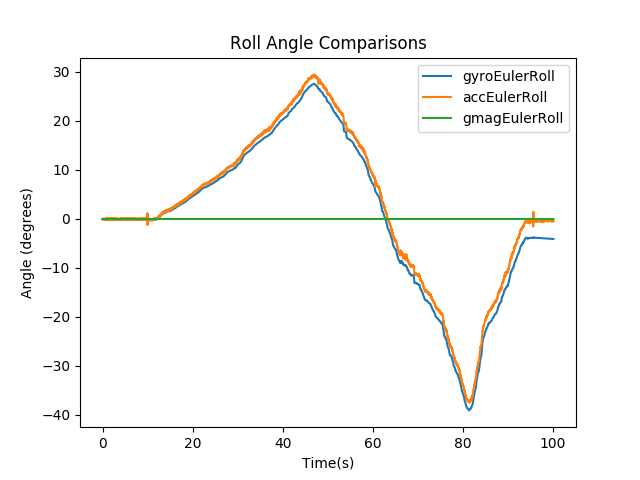 Roll Angle Comparisons
gyroEulerRoll
accEulerRoll
gmagEulerRoll
Angle (degrees)
30
20
10
0
−10
−20
−30
−40
0 20 40 60 80 100
Time(s)